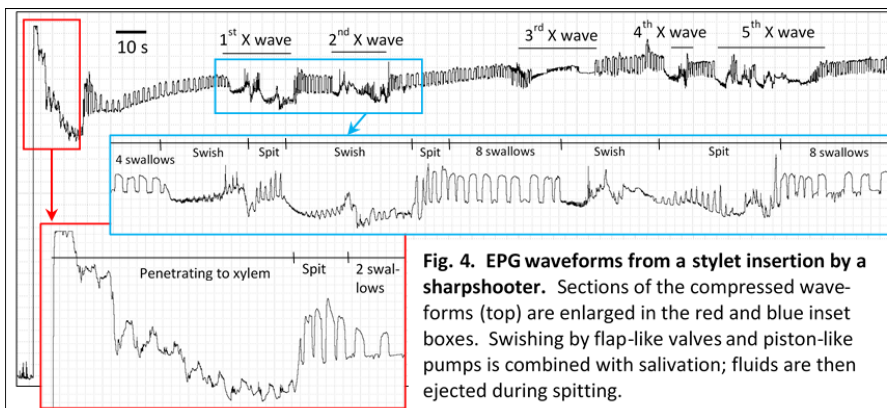 10 s
1st X wave
2nd X wave
3rd X wave
4th X wave
5th X wave
4 swallows
Swish
Spit
Swish
Spit
8 swallows
Swish
Spit
8 swallows
Penetrating to xylem
Spit
2 swal-
lows
Fig. 4. EPG waveforms from a stylet insertion by a
sharpshooter. Sections of the compressed wave-
forms (top) are enlarged in the red and blue inset
boxes. Swishing by flap-like valves and piston-like
pumps is combined with salivation; fluids are then
ejected during spitting.